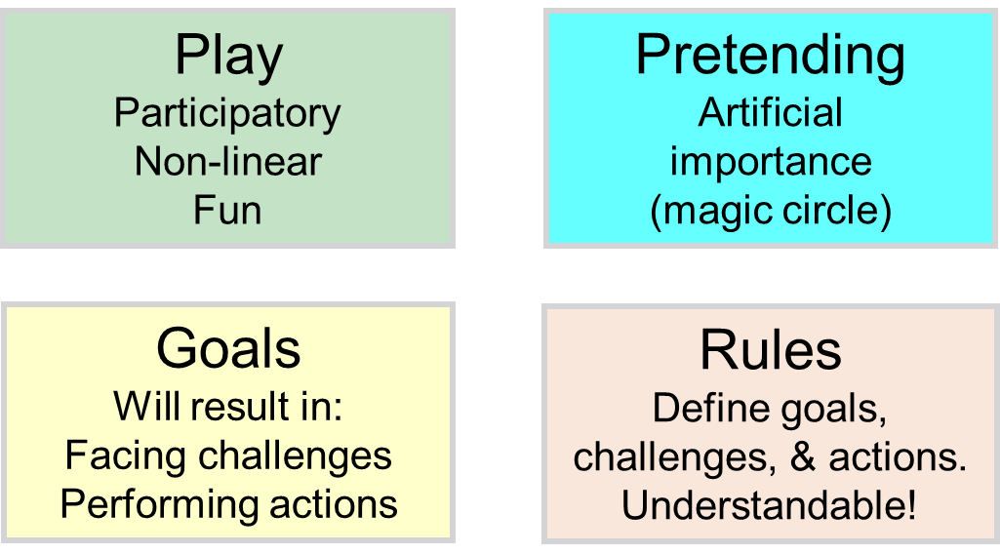 Play
Participatory
Non-linear
Fun
Pretending
Artificial
importance
(magic circle)
Goals
Will result in:
Facing challenges
Performing actions
Rules
Define goals,
challenges, & actions.
Understandable!